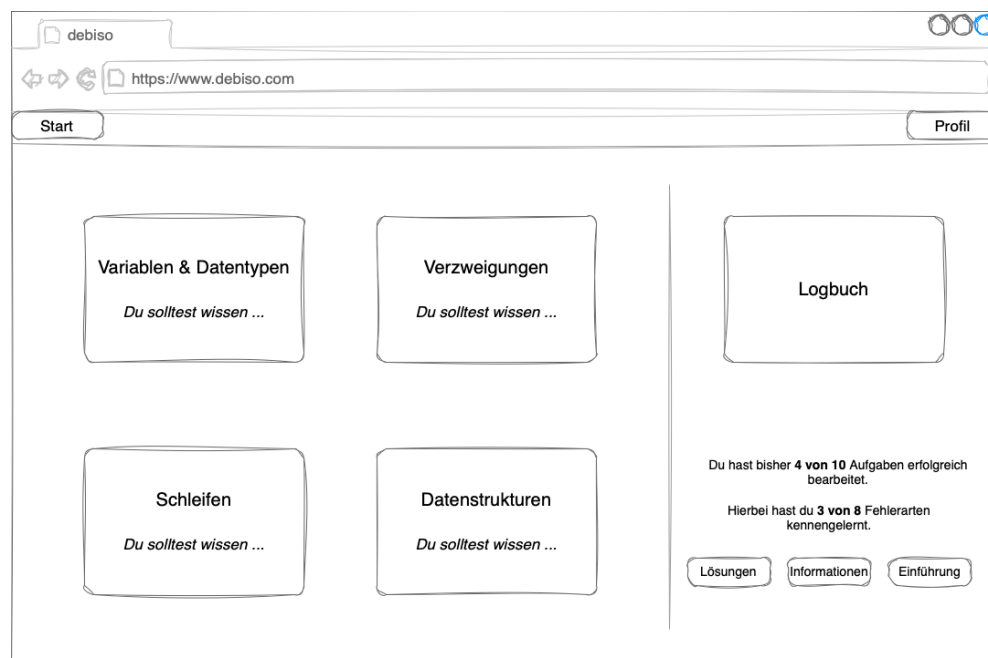 debiso
https://www.debiso.com
Start
Profil
Variablen & Datentypen
Du solltest wissen ...
Verzweigungen
Du solltest wissen ...
Logbuch
Schleifen
Du solltest wissen ...
Datenstrukturen
Du solltest wissen ...
Du hast bisher 4 von 10 Aufgaben erfolgreich
bearbeitet.
Hierbei hast du 3 von 8 Fehlerarten
kennengelernt.
Lösungen
Informationen
Einführung